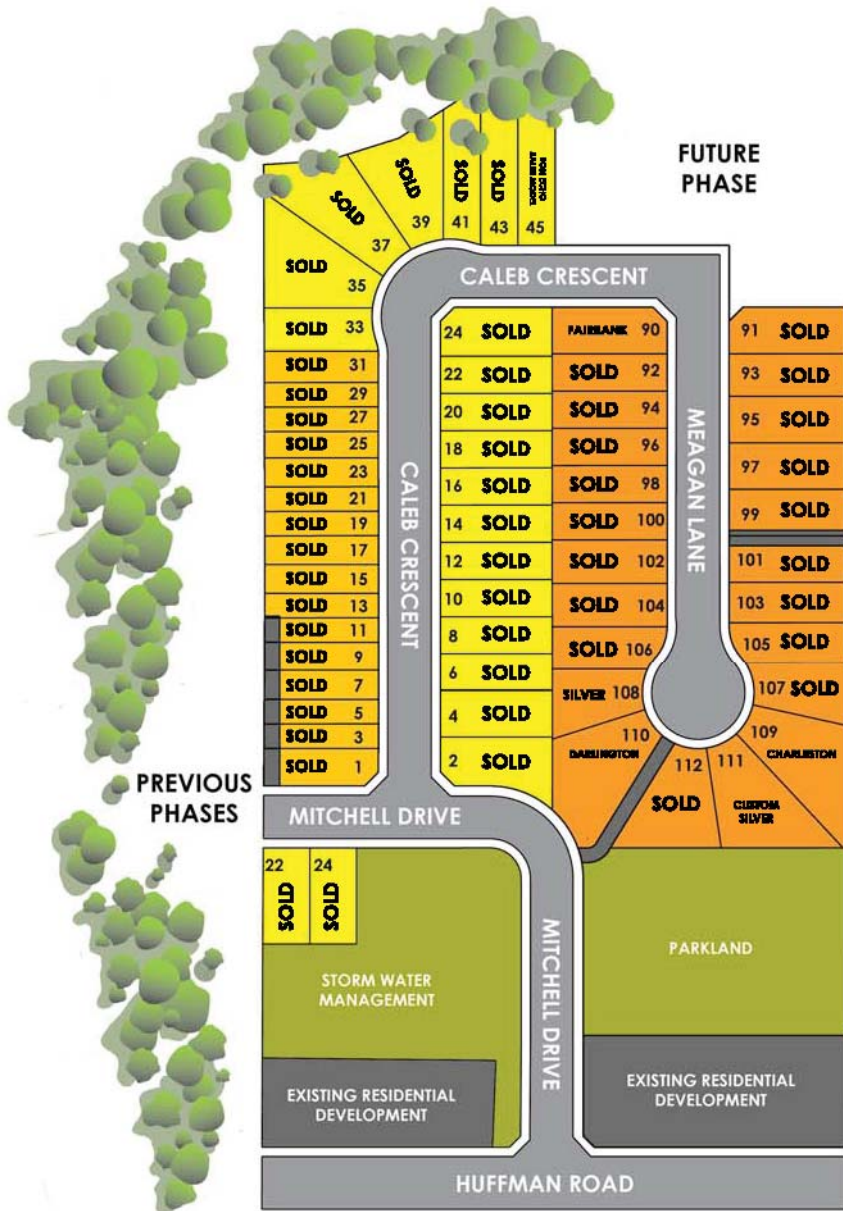 FUTURE
PHASE
SOLD 35
SOLD 37
SOLD 39
SOLD 41
SOLD 43
45
CALEB CRESCENT
SOLD 33
SOLD 31
SOLD 29
SOLD 27
SOLD 25
SOLD 23
SOLD 21
SOLD 19
SOLD 17
SOLD 15
SOLD 13
SOLD 11
SOLD 9
SOLD 7
SOLD 5
SOLD 3
SOLD 1
CALEB CRESCENT
24 SOLD
22 SOLD
20 SOLD
18 SOLD
16 SOLD
14 SOLD
12 SOLD
10 SOLD
8 SOLD
6 SOLD
4 SOLD
2 SOLD
FAIRBANK 90
SOLD 92
SOLD 94
SOLD 96
SOLD 98
SOLD 100
SOLD 102
SOLD 104
SOLD 106
SILVER 108
110
DARLINGTON
MEAGAN LANE
91 SOLD
93 SOLD
95 SOLD
97 SOLD
99 SOLD
101 SOLD
103 SOLD
105 SOLD
107 SOLD
109
CHARLESTON
111
CUSTOM
SILVER
112
SOLD
PREVIOUS
PHASES
MITCHELL DRIVE
22 SOLD
24 SOLD
STORM WATER
MANAGEMENT
MITCHELL DRIVE
PARKLAND
EXISTING RESIDENTIAL
DEVELOPMENT
EXISTING RESIDENTIAL
DEVELOPMENT
HUFFMAN ROAD